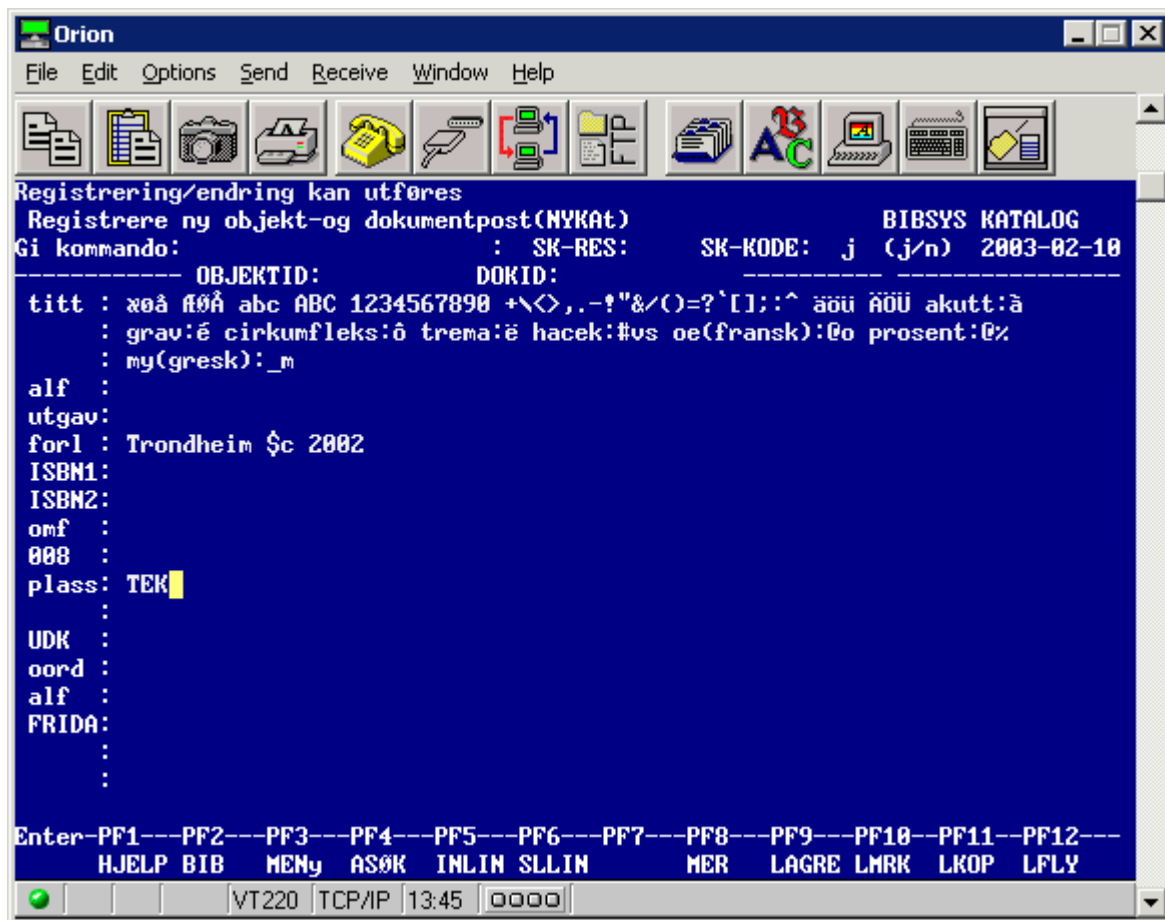 Orion
File Edit Options Send Receive Window Help
FTP
Registrering/endring kan utføres
Registrere ny objekt-og dokumentpost(NYKAt) BIBSYS KATALOG
Gi kommando: : SK-RES: SK-KODE: j (j/n) 2003-02-10
------------- OBJEKTID: DOKID: ---------- -----------------
titt : æøå ÆØÅ abc ABC 1234567890 +\<>,.-!"&/()=?`[];:^ äöü ÄÖÜ akutt:à
: grav:é cirkumfleks:ô trema:ë hacek:#vs oe(fransk):@o prosent:@%
: my(gresk):_m
alf :
utgav:
forl : Trondheim $c 2002
ISBN1:
ISBN2:
omf :
008 :
plass: TEK
:
UDK :
oord :
alf :
FRIDA:
:
:
Enter-PF1---PF2---PF3---PF4---PF5---PF6---PF7---PF8---PF9---PF10--PF11--PF12---
HJELP BIB MENy ASØK INLIN SLLIN MER LAGRE LMRK LKOP LFLY
VT220 TCP/IP 13:45